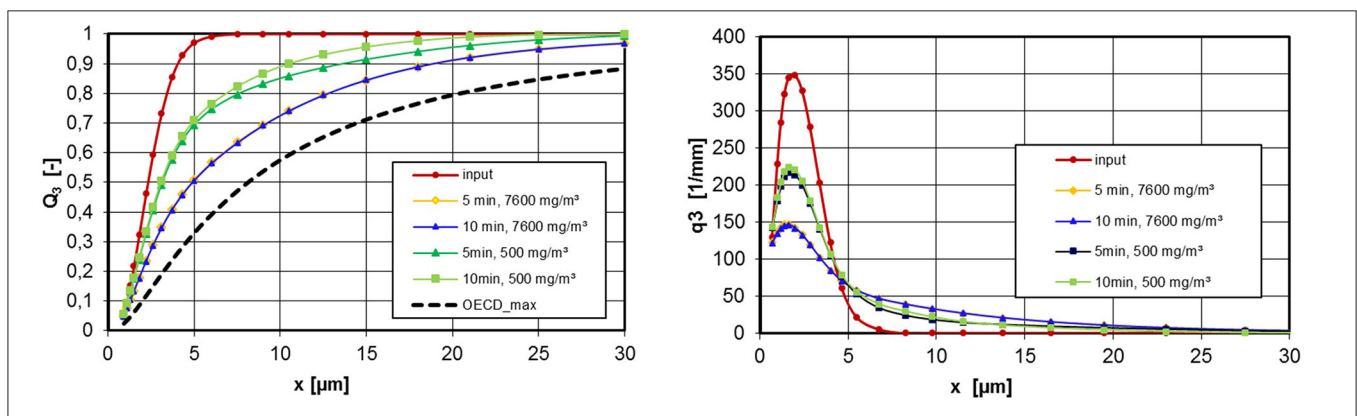 1
0,9
0,8
0,7
0,6
0,5
0,4
0,3
0,2
0,1
0
Q3 [-]
0 5 10 15 20 25 30
x [µm]
input
5 min, 7600 mg/m³
10 min, 7600 mg/m³
5min, 500 mg/m³
10min, 500 mg/m³
OECD_max
400
350
300
250
200
150
100
50
0
q3 [1/mm]
0 5 10 15 20 25 30
x [µm]
input
5 min, 7600 mg/m³
10 min, 7600 mg/m³
5min, 500 mg/m³
10min, 500 mg/m³